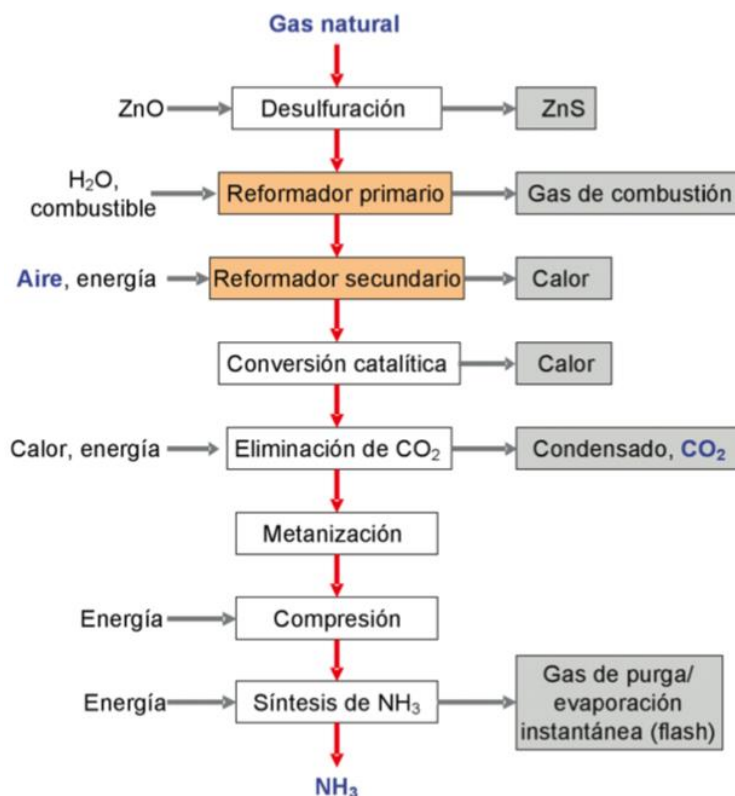 Gas natural
ZnO
Desulfuración
ZnS
H₂O,
combustible
Reformador primario
Gas de combustión
Aire, energía
Reformador secundario
Calor
Conversión catalítica
Calor
Calor, energía
Eliminación de CO₂
Condensado, CO₂
Metanización
Energía
Compresión
Energía
Síntesis de NH₃
Gas de purga/
evaporación
instantánea (flash)
NH₃